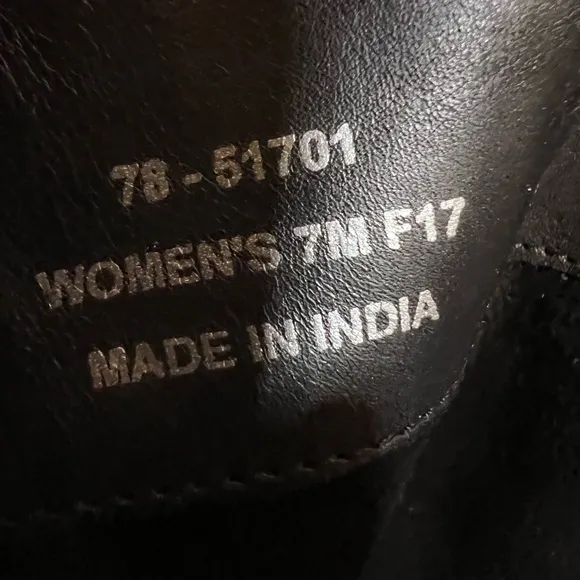 78 - 51701
WOMEN'S 7M F17
MADE IN INDIA